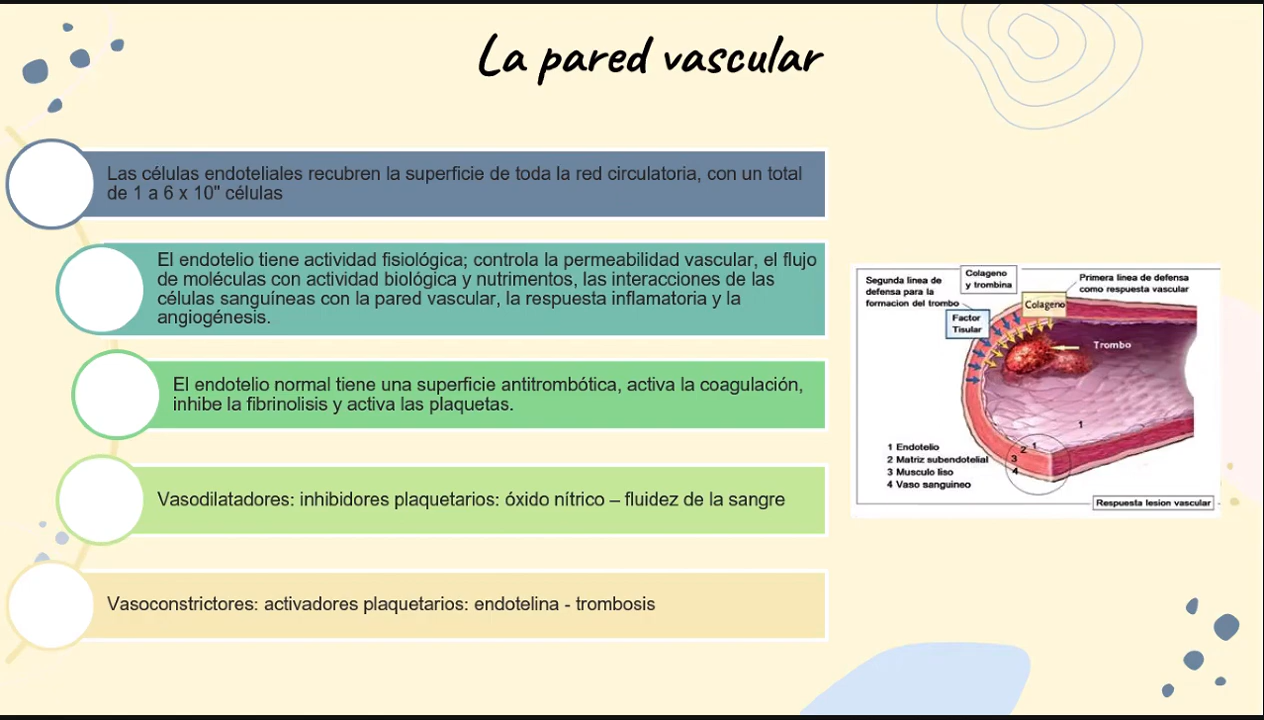 La pared vascular
Las células endoteliales recubren la superficie de toda la red circulatoria, con un total
de 1 a 6 x 10" células
El endotelio tiene actividad fisiológica; controla la permeabilidad vascular, el flujo
de moléculas con actividad biológica y nutrimentos, las interacciones de las
células sanguíneas con la pared vascular, la respuesta inflamatoria y la
angiogénesis.
El endotelio normal tiene una superficie antitrombótica, activa la coagulación,
inhibe la fibrinolisis y activa las plaquetas.
Vasodilatadores: inhibidores plaquetarios: óxido nítrico – fluidez de la sangre
Vasoconstrictores: activadores plaquetarios: endotelina - trombosis
Segunda linea de
defensa para la
formacion del trombo
Colageno
y trombina
Primera linea de defensa
como respuesta vascular
Colageno
Factor
Tisular
Trombo
1
1
2
3
4
1 Endotelio
2 Matriz subendotelial
3 Musculo liso
4 Vaso sanguineo
Respuesta lesion vascular